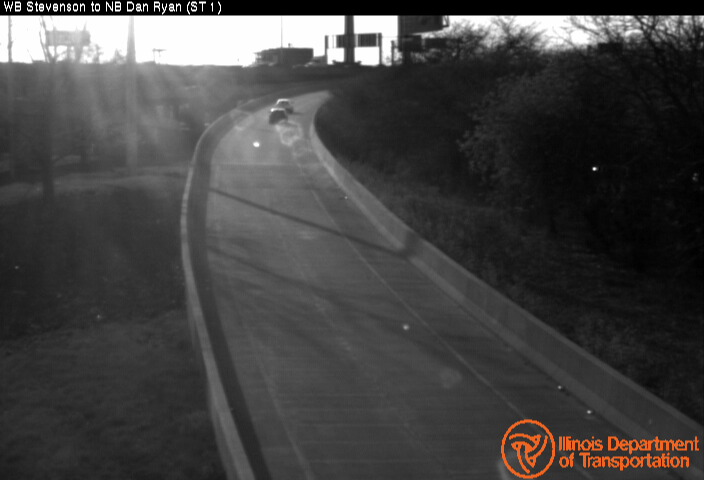 WB Stevenson to NB Dan Ryan (ST 1)
Illinois Department
of Transportation